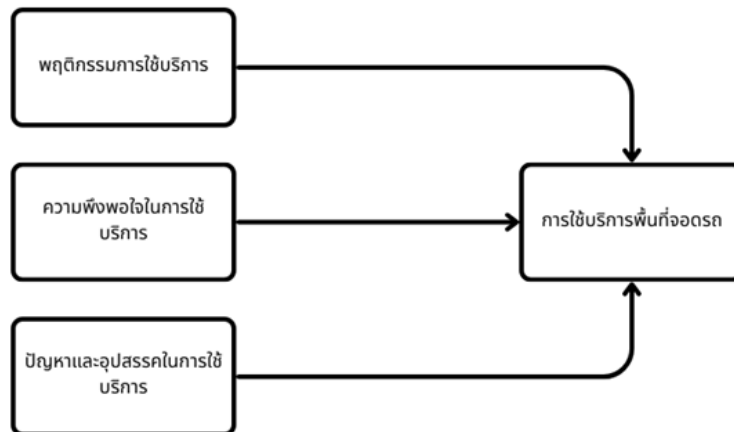 พฤติกรรมการใช้บริการ
ความพึงพอใจในการใช้
บริการ
การใช้บริการพื้นที่จอดรถ
ปัญหาและอุปสรรคในการใช้
บริการ